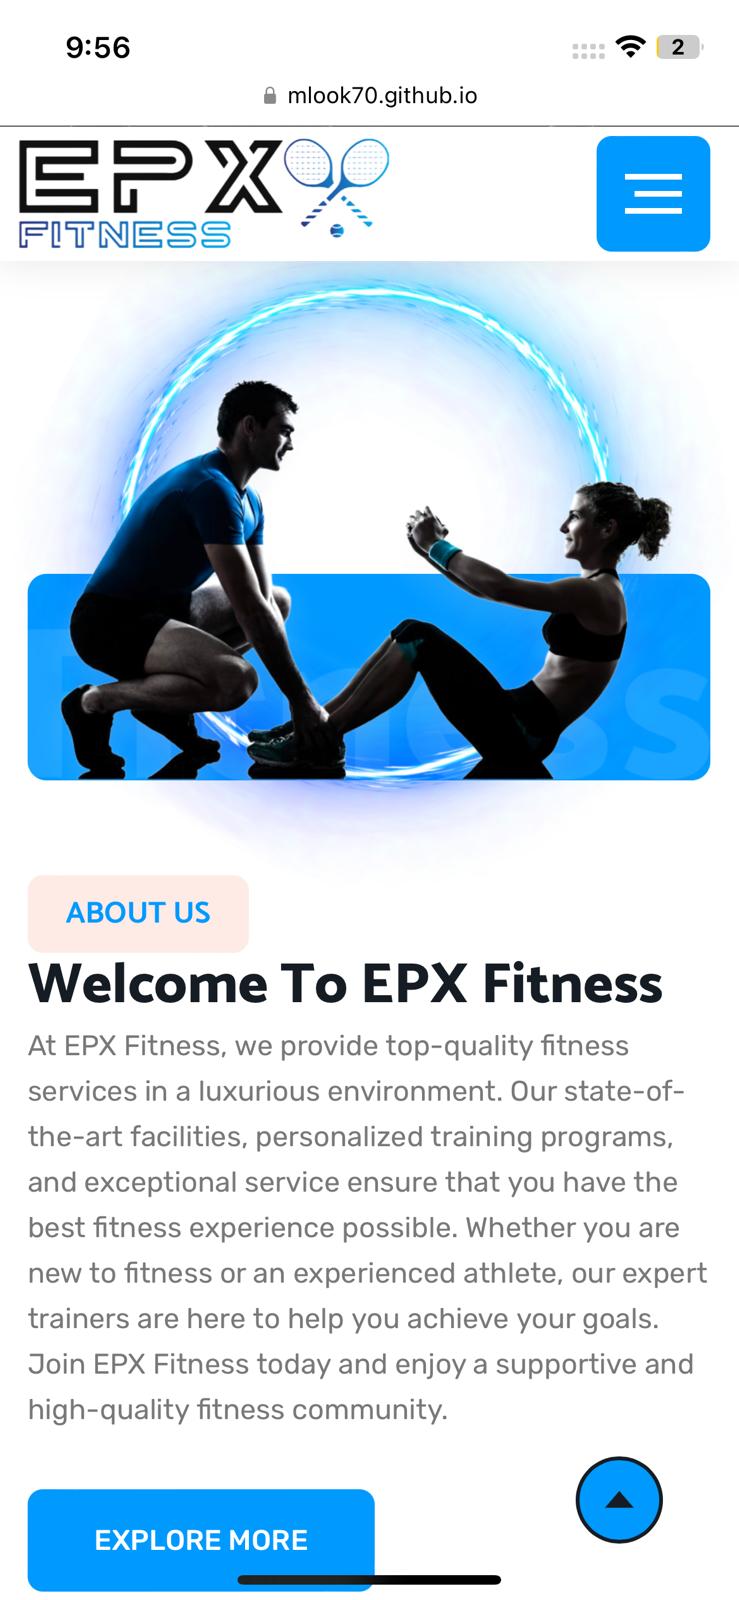 9:56
2
mlook70.github.io
EPX
FITNESS
fitness
ABOUT US
Welcome To EPX Fitness
At EPX Fitness, we provide top-quality fitness
services in a luxurious environment. Our state-of-
the-art facilities, personalized training programs,
and exceptional service ensure that you have the
best fitness experience possible. Whether you are
new to fitness or an experienced athlete, our expert
trainers are here to help you achieve your goals.
Join EPX Fitness today and enjoy a supportive and
high-quality fitness community.
EXPLORE MORE